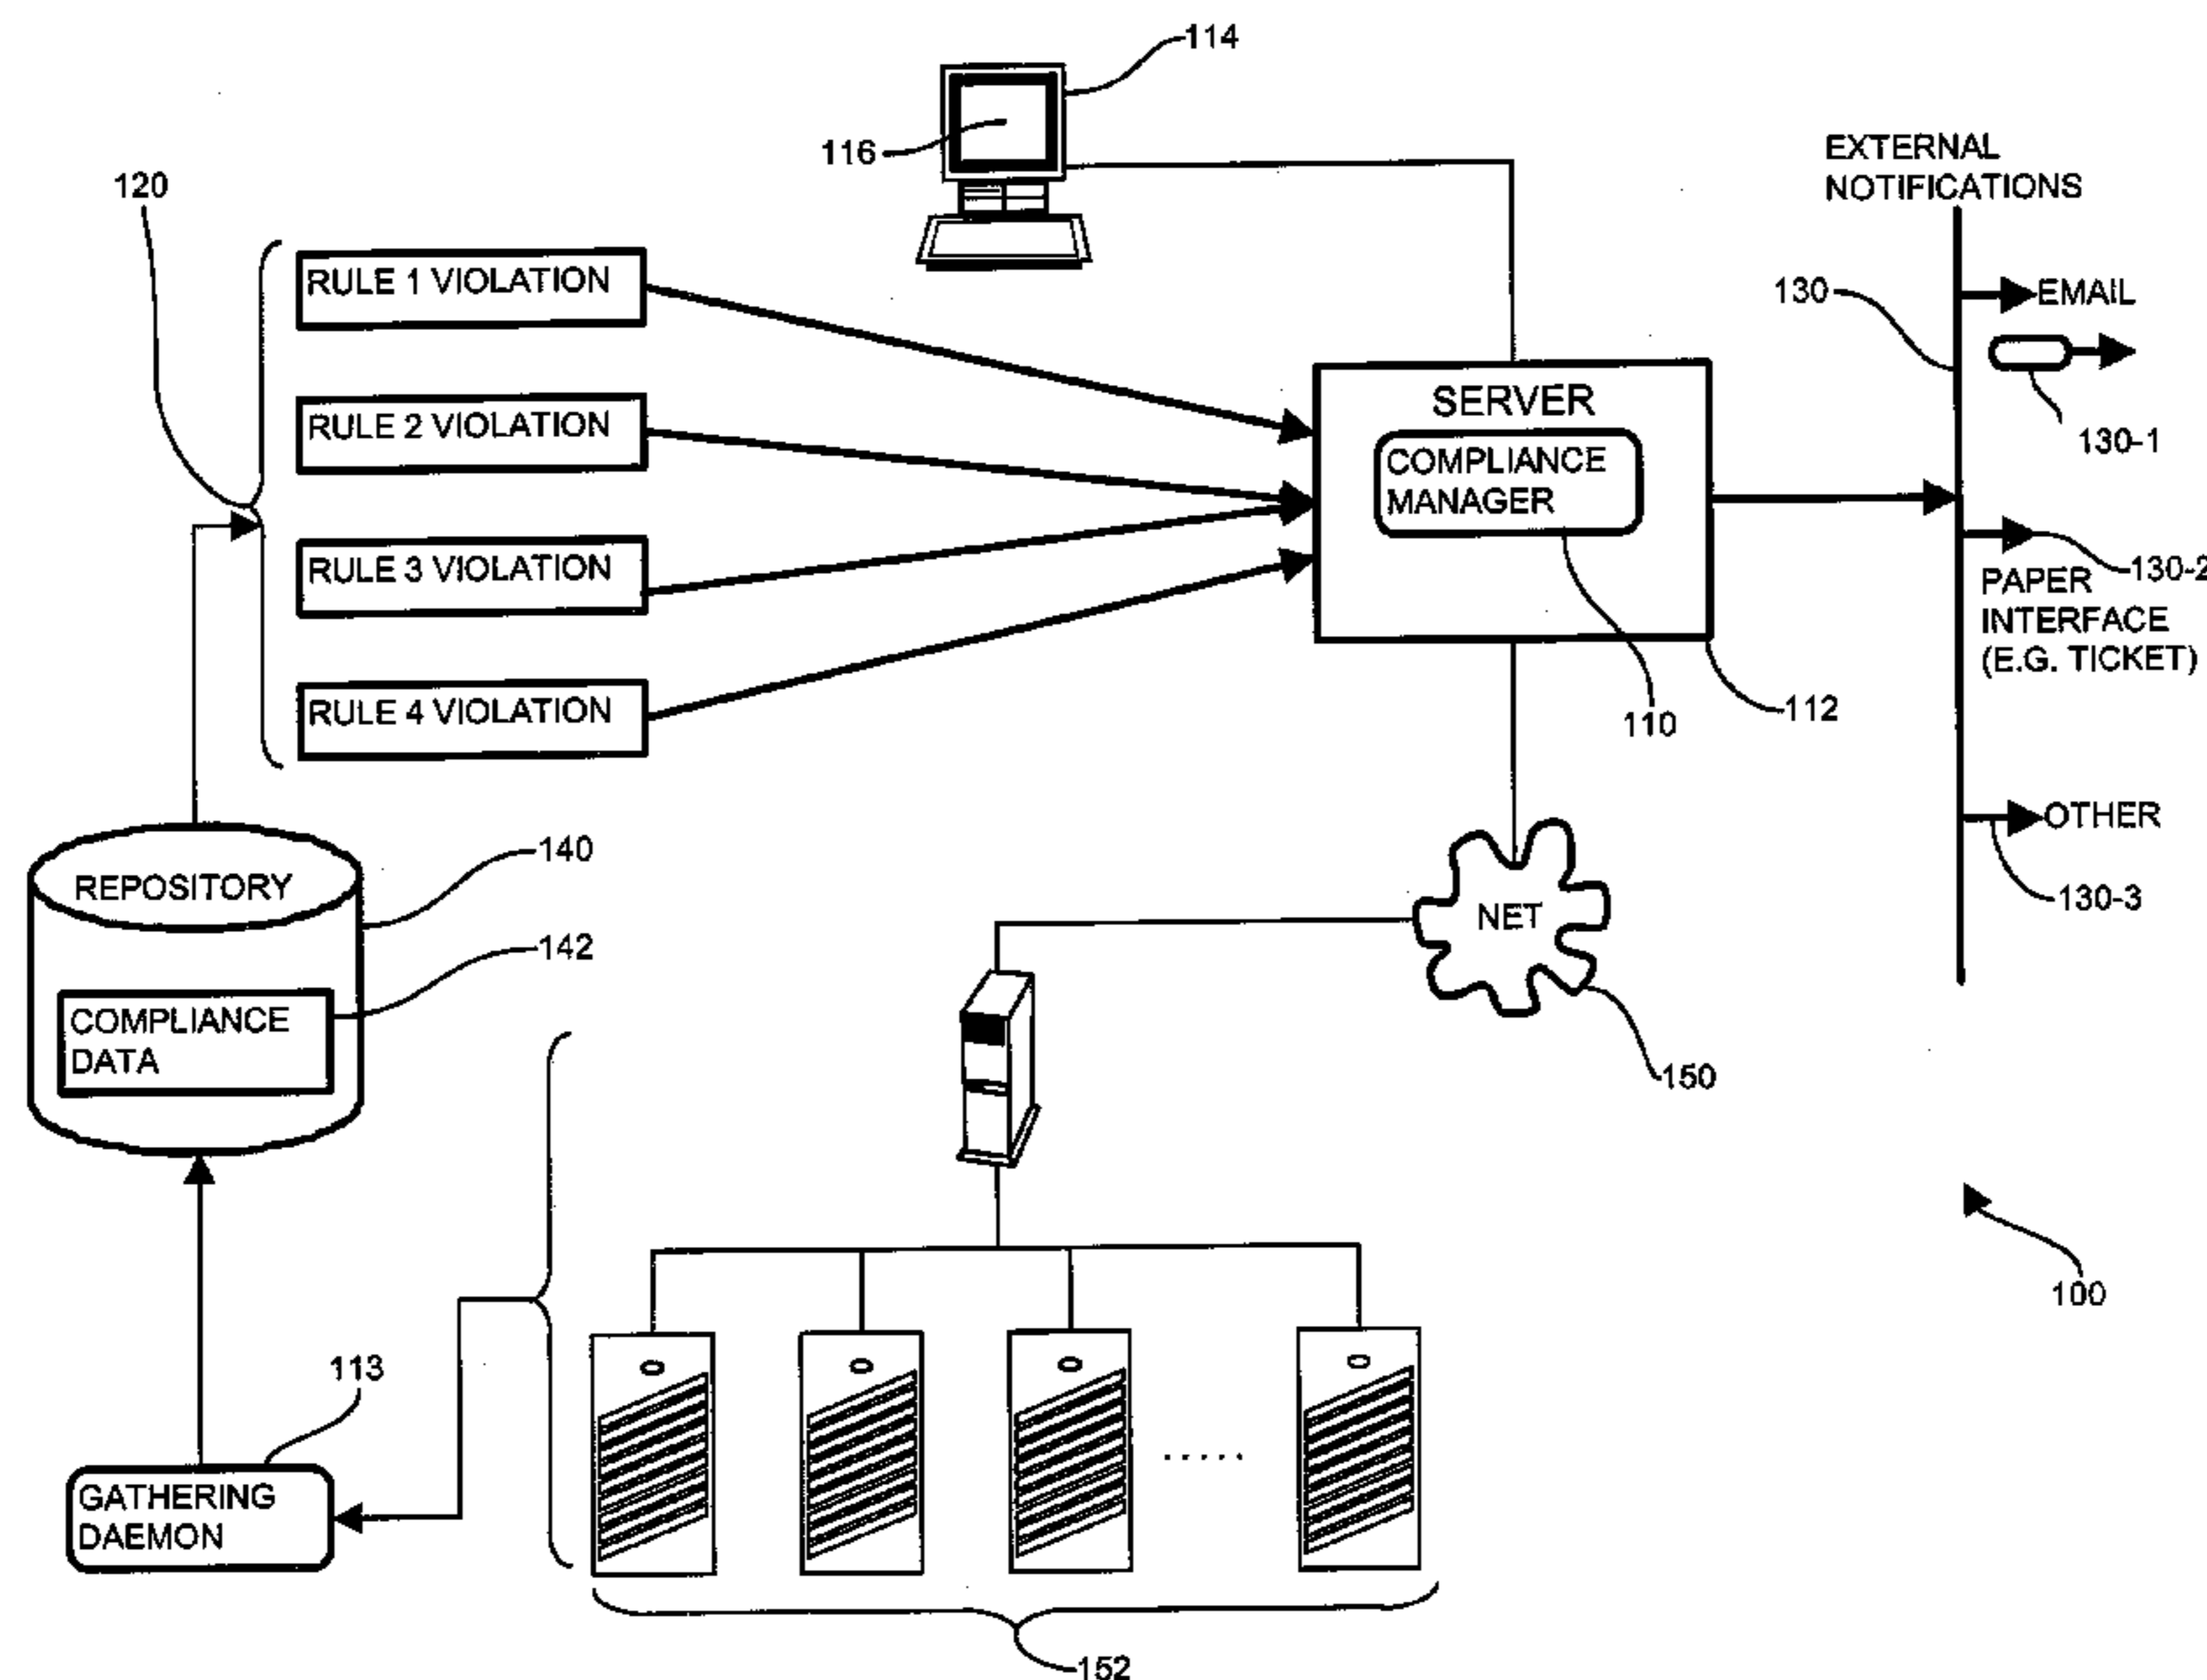 114
116
EXTERNAL
NOTIFICATIONS
120
RULE 1 VIOLATION
130
EMAIL
130-1
SERVER
COMPLIANCE
MANAGER
RULE 2 VIOLATION
RULE 3 VIOLATION
130-2
PAPER
INTERFACE
(E.G. TICKET)
RULE 4 VIOLATION
110
112
OTHER
130-3
140
REPOSITORY
142
COMPLIANCE
DATA
NET
150
100
113
GATHERING
DAEMON
.....
152